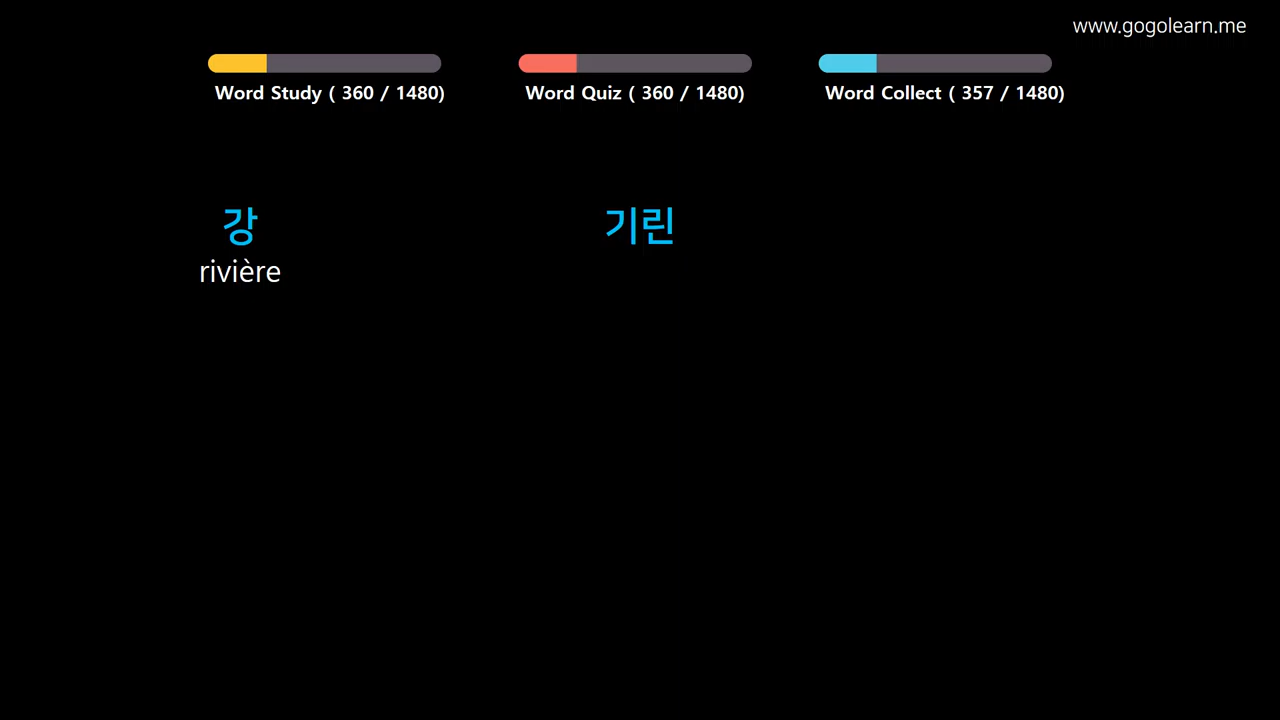 www.gogolearn.me
Word Study ( 360 / 1480)
Word Quiz ( 360 / 1480)
Word Collect ( 357 / 1480)
강
기린
rivière